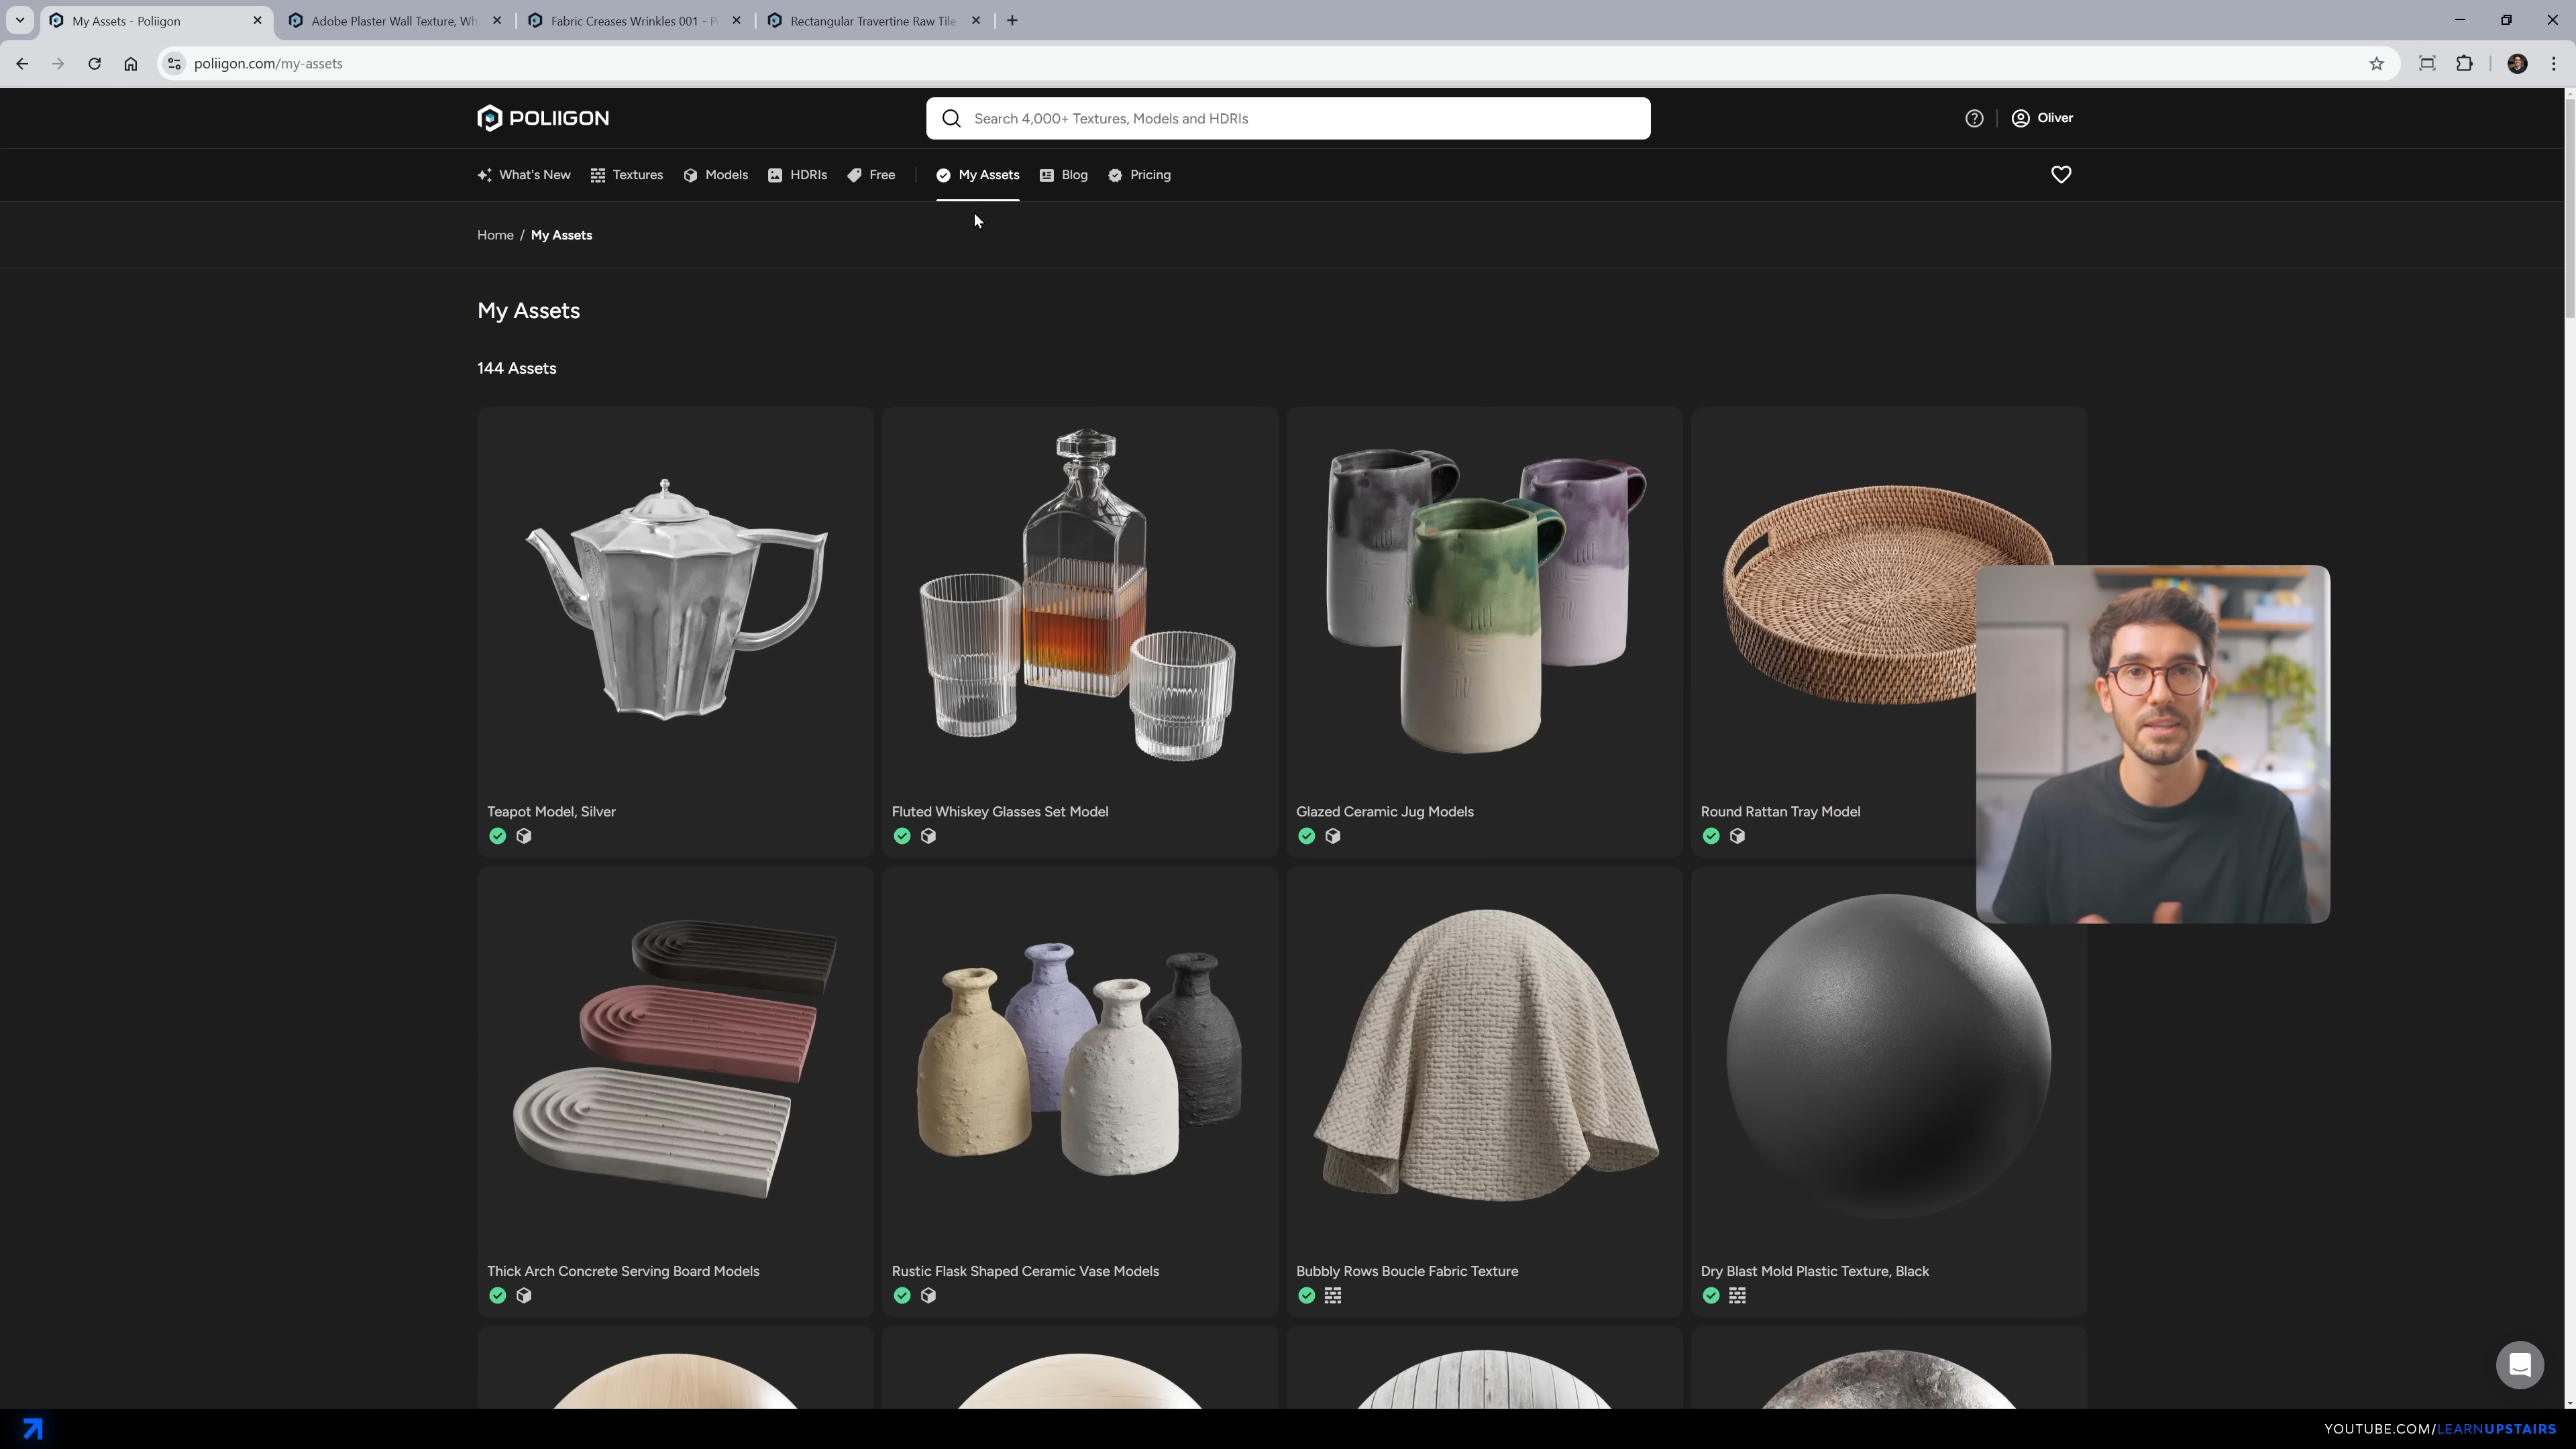 My Assets - Poliigon
Adobe Plaster Wall Texture, Wh
Fabric Creases Wrinkles 001 - P
Rectangular Travertine Raw Tile
poliigon.com/my-assets
POLIIGON
Search 4,000+ Textures, Models and HDRIs
Oliver
What's New
Textures
Models
HDRIs
Free
My Assets
Blog
Pricing
Home / My Assets
My Assets
144 Assets
Teapot Model, Silver
Fluted Whiskey Glasses Set Model
Glazed Ceramic Jug Models
Round Rattan Tray Model
Thick Arch Concrete Serving Board Models
Rustic Flask Shaped Ceramic Vase Models
Bubbly Rows Boucle Fabric Texture
Dry Blast Mold Plastic Texture, Black
YOUTUBE.COM/LEARNUPSTAIRS